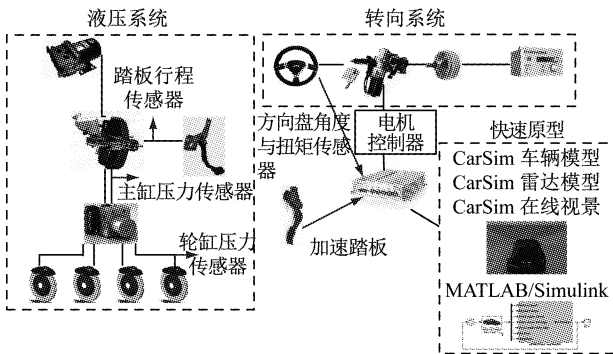 液压系统
踏板行程
传感器
主缸压力传感器
轮缸压力
传感器
转向系统
方向盘角度
与扭矩传感
器
电机
控制器
加速踏板
快速原型
CarSim 车辆模型
CarSim 雷达模型
CarSim 在线视景
MATLAB/Simulink